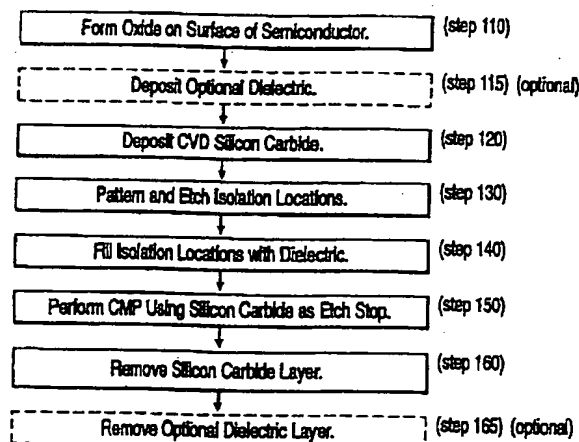 Form Oxide on Surface of Semiconductor. (step 110)
Deposit Optional Dielectric. (step 115) (optional)
Deposit CVD Silicon Carbide. (step 120)
Pattern and Etch Isolation Locations. (step 130)
Fill Isolation Locations with Dielectric. (step 140)
Perform CMP Using Silicon Carbide as Etch Stop. (step 150)
Remove Silicon Carbide Layer. (step 160)
Remove Optional Dielectric Layer. (step 165) (optional)